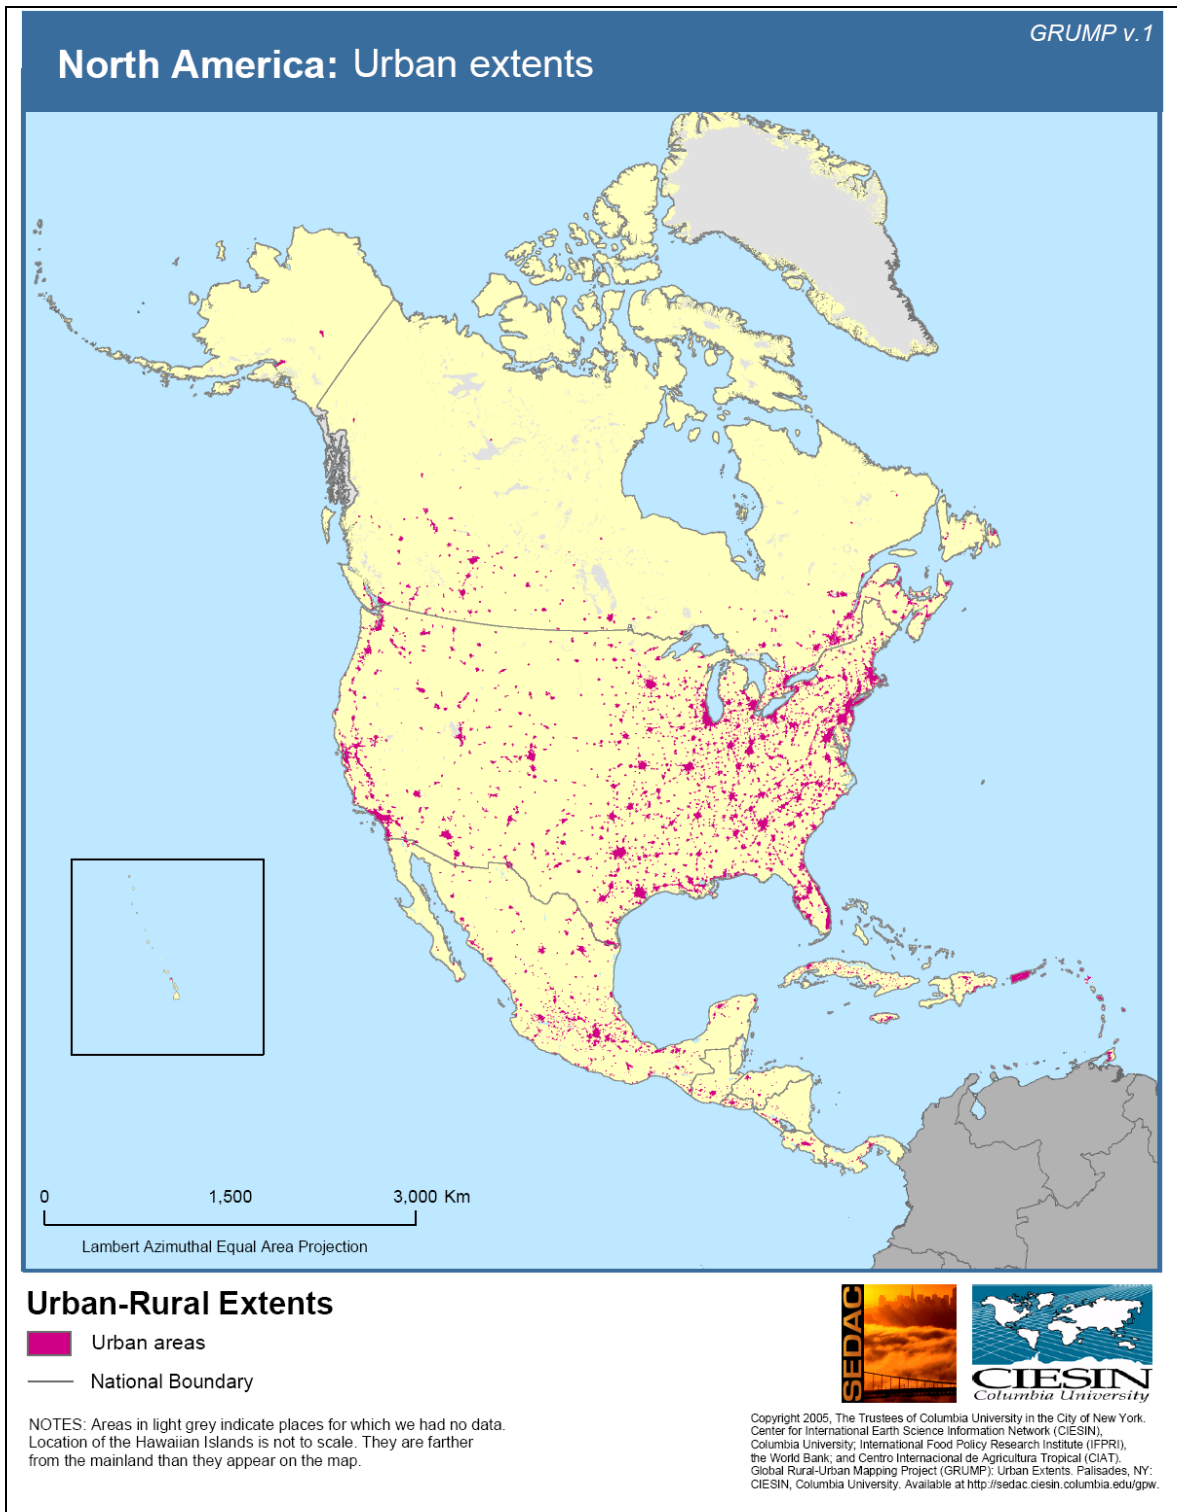 GRUMP v.1
North America: Urban extents
0 1,500 3,000 Km
Lambert Azimuthal Equal Area Projection
Urban-Rural Extents
Urban areas
National Boundary
NOTES: Areas in light grey indicate places for which we had no data.
Location of the Hawaiian Islands is not to scale. They are farther
from the mainland than they appear on the map.
SEDAC
CIESIN
Columbia University
Copyright 2005, The Trustees of Columbia University in the City of New York.
Center for International Earth Science Information Network (CIESIN),
Columbia University; International Food Policy Research Institute (IFPRI),
the World Bank; and Centro Internacional de Agricultura Tropical (CIAT).
Global Rural-Urban Mapping Project (GRUMP): Urban Extents. Palisades, NY:
CIESIN, Columbia University. Available at http://sedac.ciesin.columbia.edu/gpw.